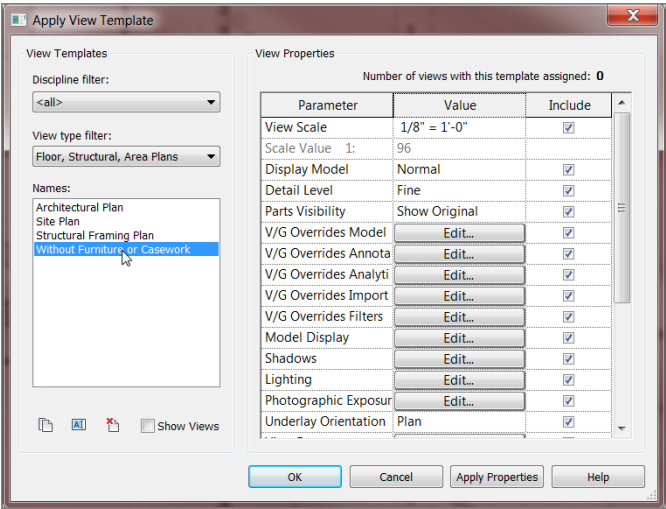 Apply View Template
View Templates
Discipline filter:
<all>
View type filter:
Floor, Structural, Area Plans
Names:
Architectural Plan
Site Plan
Structural Framing Plan
Without Furniture or Casework
Show Views
View Properties
Number of views with this template assigned: 0
Parameter Value Include
View Scale 1/8" = 1'-0"
Scale Value 1: 96
Display Model Normal
Detail Level Fine
Parts Visibility Show Original
V/G Overrides Model Edit...
V/G Overrides Annota Edit...
V/G Overrides Analyti Edit...
V/G Overrides Import Edit...
V/G Overrides Filters Edit...
Model Display Edit...
Shadows Edit...
Lighting Edit...
Photographic Exposur Edit...
Underlay Orientation Plan
OK Cancel Apply Properties Help